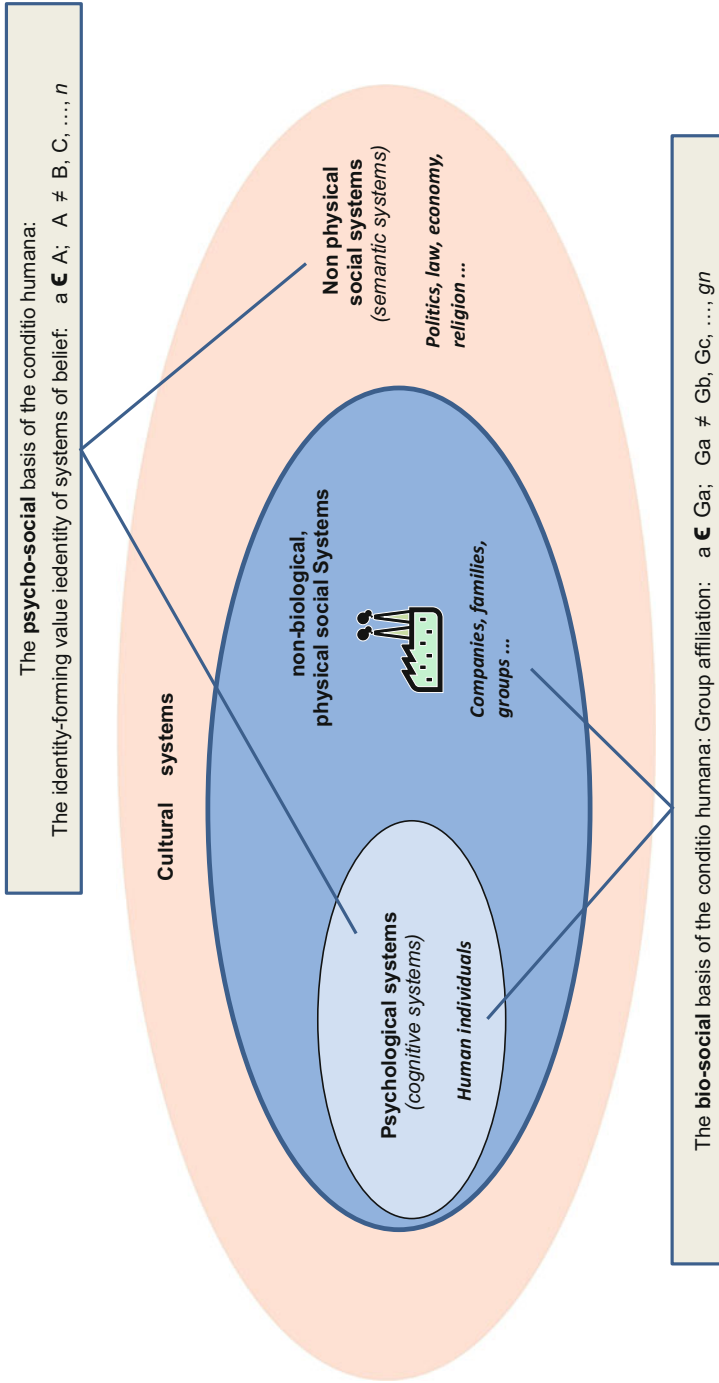 The psycho-social basis of the conditio humana:
The identity-forming value iedentity of systems of belief: a ϵ A; A ≠ B, C, …, n
Cultural systems
Psychological systems
(cognitive systems)
Human individuals
non-biological,
physical social Systems
Companies, families,
groups ...
Non physical
social systems
(semantic systems)
Politics, law, economy,
religion ...
The bio-social basis of the conditio humana: Group affiliation: a ϵ Ga; Ga ≠ Gb, Gc, …, gn